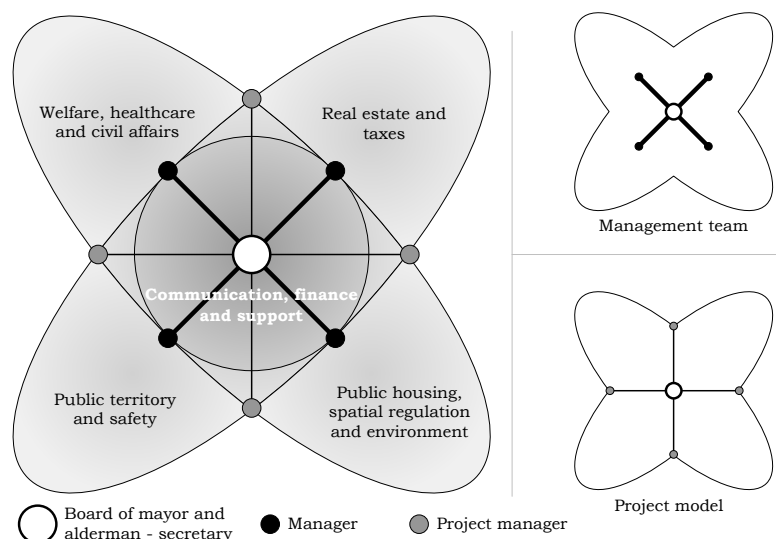 Welfare, healthcare
and civil affairs
Real estate and
taxes
Communication, finance
and support
Public territory
and safety
Public housing,
spatial regulation
and environment
Board of mayor and
alderman - secretary
Manager
Project manager
Management team
Project model